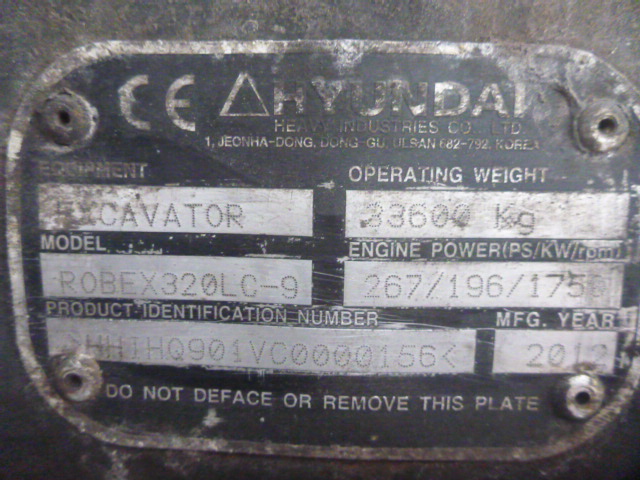 CE HYUNDAI
HEAVY INDUSTRIES CO., LTD.
1, JEONHA-DONG, DONG-GU, ULSAN 682-792, KOREA
EQUIPMENT OPERATING WEIGHT
EXCAVATOR 33600 Kg
MODEL ENGINE POWER(PS/KW/rpm)
ROBEX320LC-9 267/196/1750
PRODUCT IDENTIFICATION NUMBER MFG. YEAR
DO NOT DEFACE OR REMOVE THIS PLATE